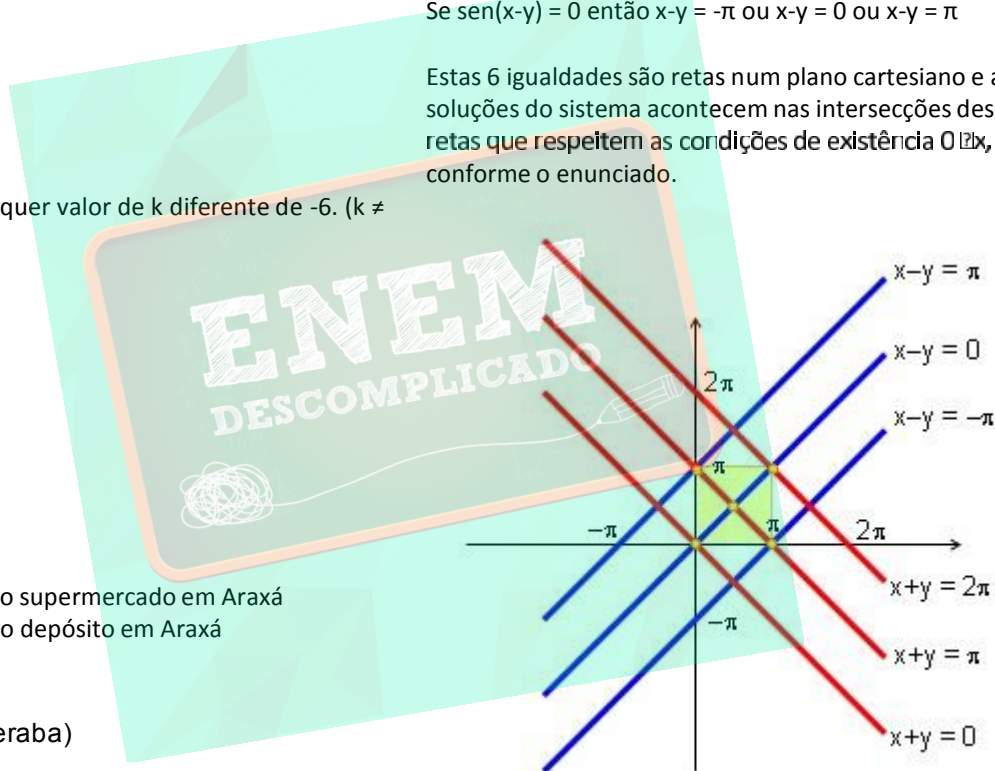 Se sen(x-y) = 0 então x-y = -π ou x-y = 0 ou x-y = π
Estas 6 igualdades são retas num plano cartesiano e a
soluções do sistema acontecem nas intersecções des
retas que respeitem as condições de existência 0 x,
conforme o enunciado.
quer valor de k diferente de -6. (k ≠
ENEM
DESCOMPLICADO
x–y = π
x–y = 0
x–y = –π
2π
π
–π
π
2π
–π
x+y = 2π
x+y = π
x+y = 0
o supermercado em Araxá
o depósito em Araxá
eraba)